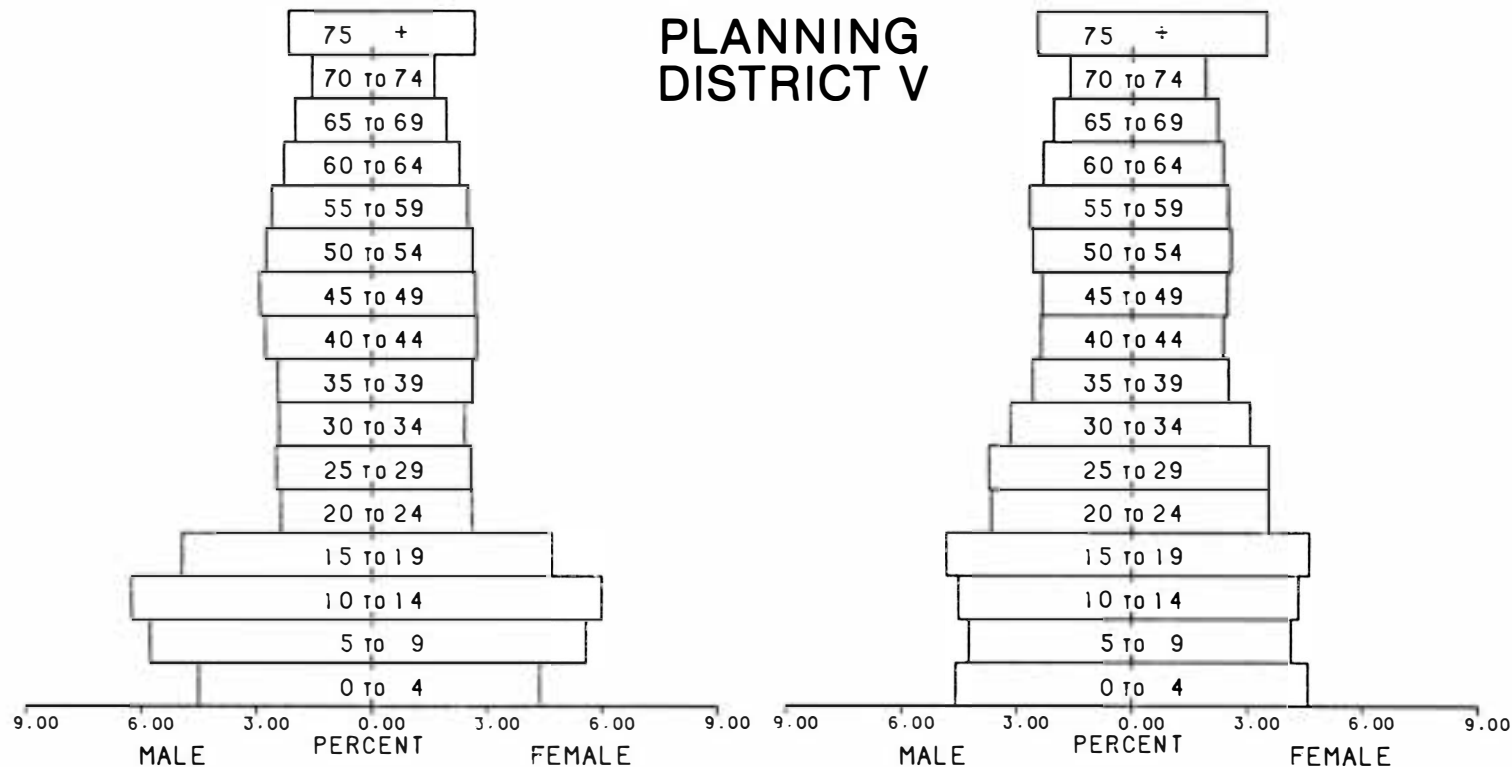 PLANNING
DISTRICT V
75 +
70 TO 74
65 TO 69
60 TO 64
55 TO 59
50 TO 54
45 TO 49
40 TO 44
35 TO 39
30 TO 34
25 TO 29
20 TO 24
15 TO 19
10 TO 14
5 TO 9
0 TO 4
9.00 6.00 3.00 0.00 3.00 6.00 9.00
MALE PERCENT FEMALE
75 ÷
70 TO 74
65 TO 69
60 TO 64
55 TO 59
50 TO 54
45 TO 49
40 TO 44
35 TO 39
30 TO 34
25 TO 29
20 TO 24
15 TO 19
10 TO 14
5 TO 9
0 TO 4
9.00 6.00 3.00 0.00 3.00 6.00 9.00
MALE PERCENT FEMALE